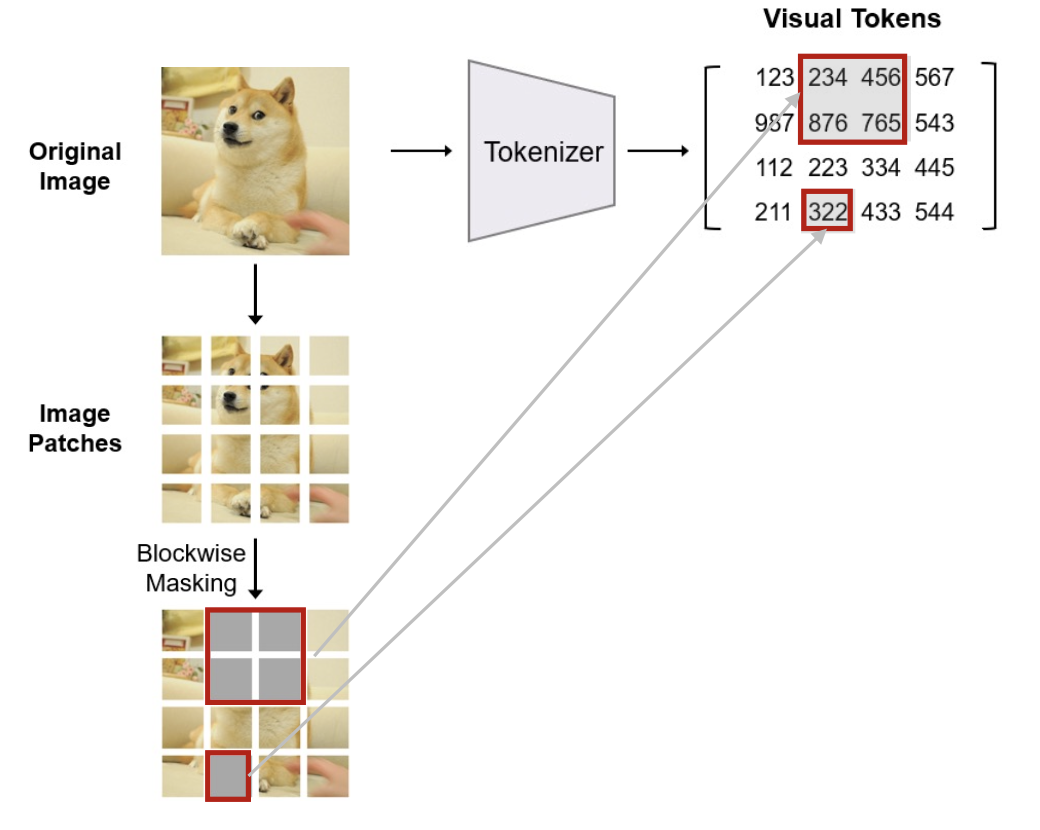 Visual Tokens
Original
Image
Tokenizer
123 234 456 567
987 876 765 543
112 223 334 445
211 322 433 544
Image
Patches
Blockwise
Masking